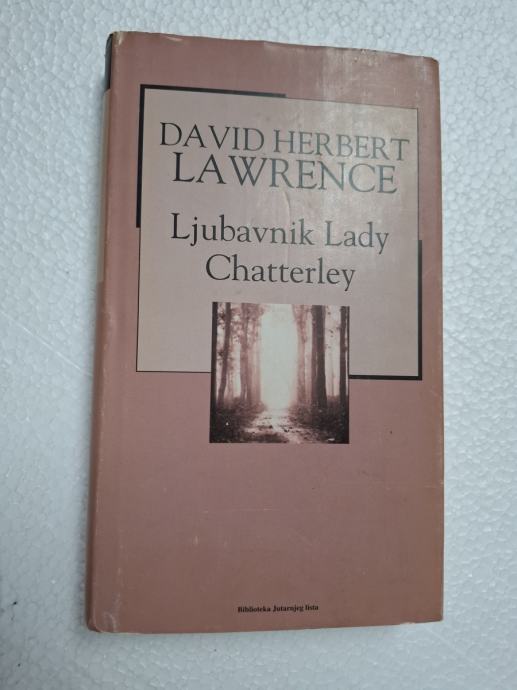 DAVID HERBERT
LAWRENCE
Ljubavnik Lady
Chatterley
Biblioteka Jutarnjeg lista